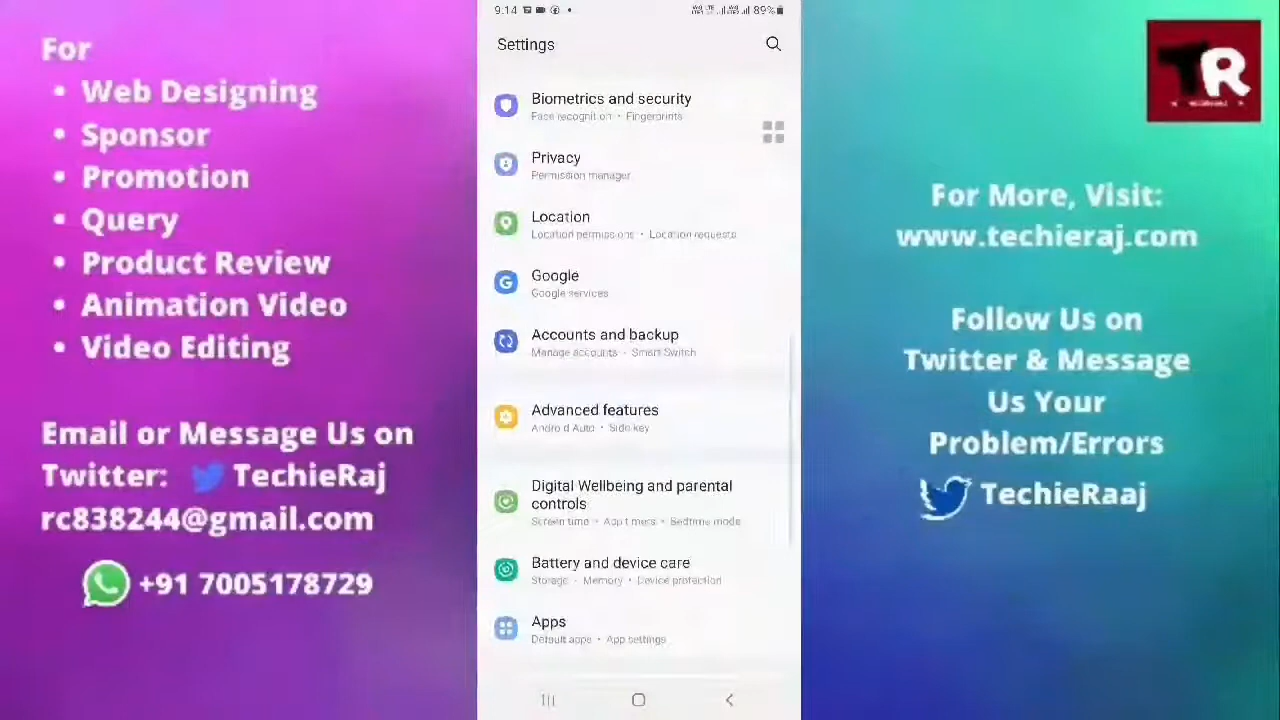 For
• Web Designing
• Sponsor
• Promotion
• Query
• Product Review
• Animation Video
• Video Editing
Email or Message Us on
Twitter: TechieRaj
rc838244@gmail.com
+91 7005178729
9:14
89%
Settings
Biometrics and security
Face recognition • Fingerprints
Privacy
Permission manager
Location
Location permissions • Location requests
Google
Google services
Accounts and backup
Manage accounts • Smart Switch
Advanced features
Android Auto • Side key
Digital Wellbeing and parental
controls
Screen time • App timers • Bedtime mode
Battery and device care
Storage • Memory • Device protection
Apps
Default apps • App settings
TR
For More, Visit:
www.techieraj.com
Follow Us on
Twitter & Message
Us Your
Problem/Errors
TechieRaaj